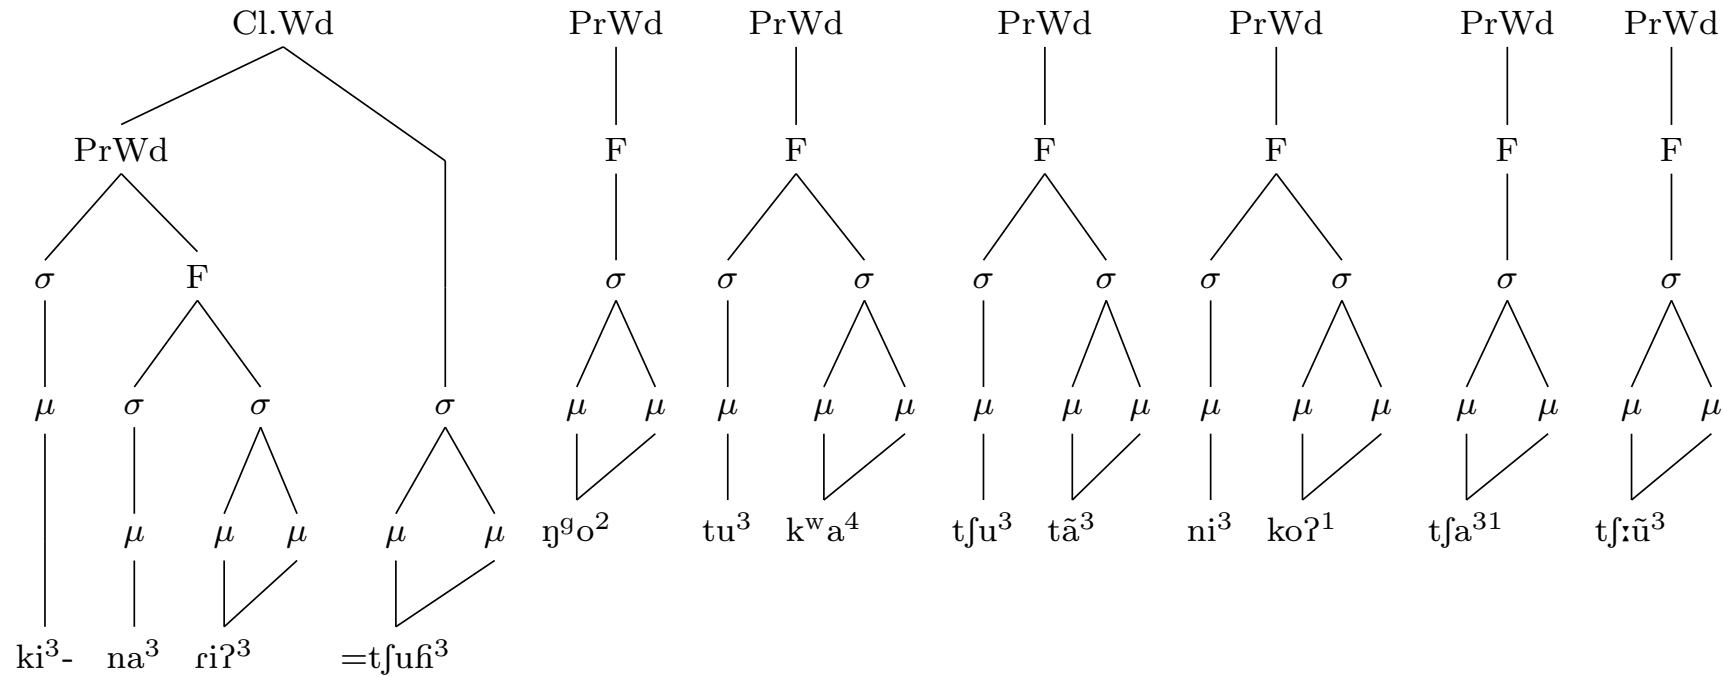 Cl.Wd PrWd PrWd PrWd PrWd PrWd PrWd
PrWd F F F F F F
σ F σ σ σ σ σ σ σ σ σ
μ σ σ σ μ μ μ μ μ μ μ μ μ μ μ μ μ μ μ
μ μ μ μ μ ŋᶢo² tu³ kʷa⁴ tʃu³ tã³ ni³ koʔ¹ tʃa³¹ tʃːũ³
ki³- na³ ɾiʔ³ =tʃuɦ³